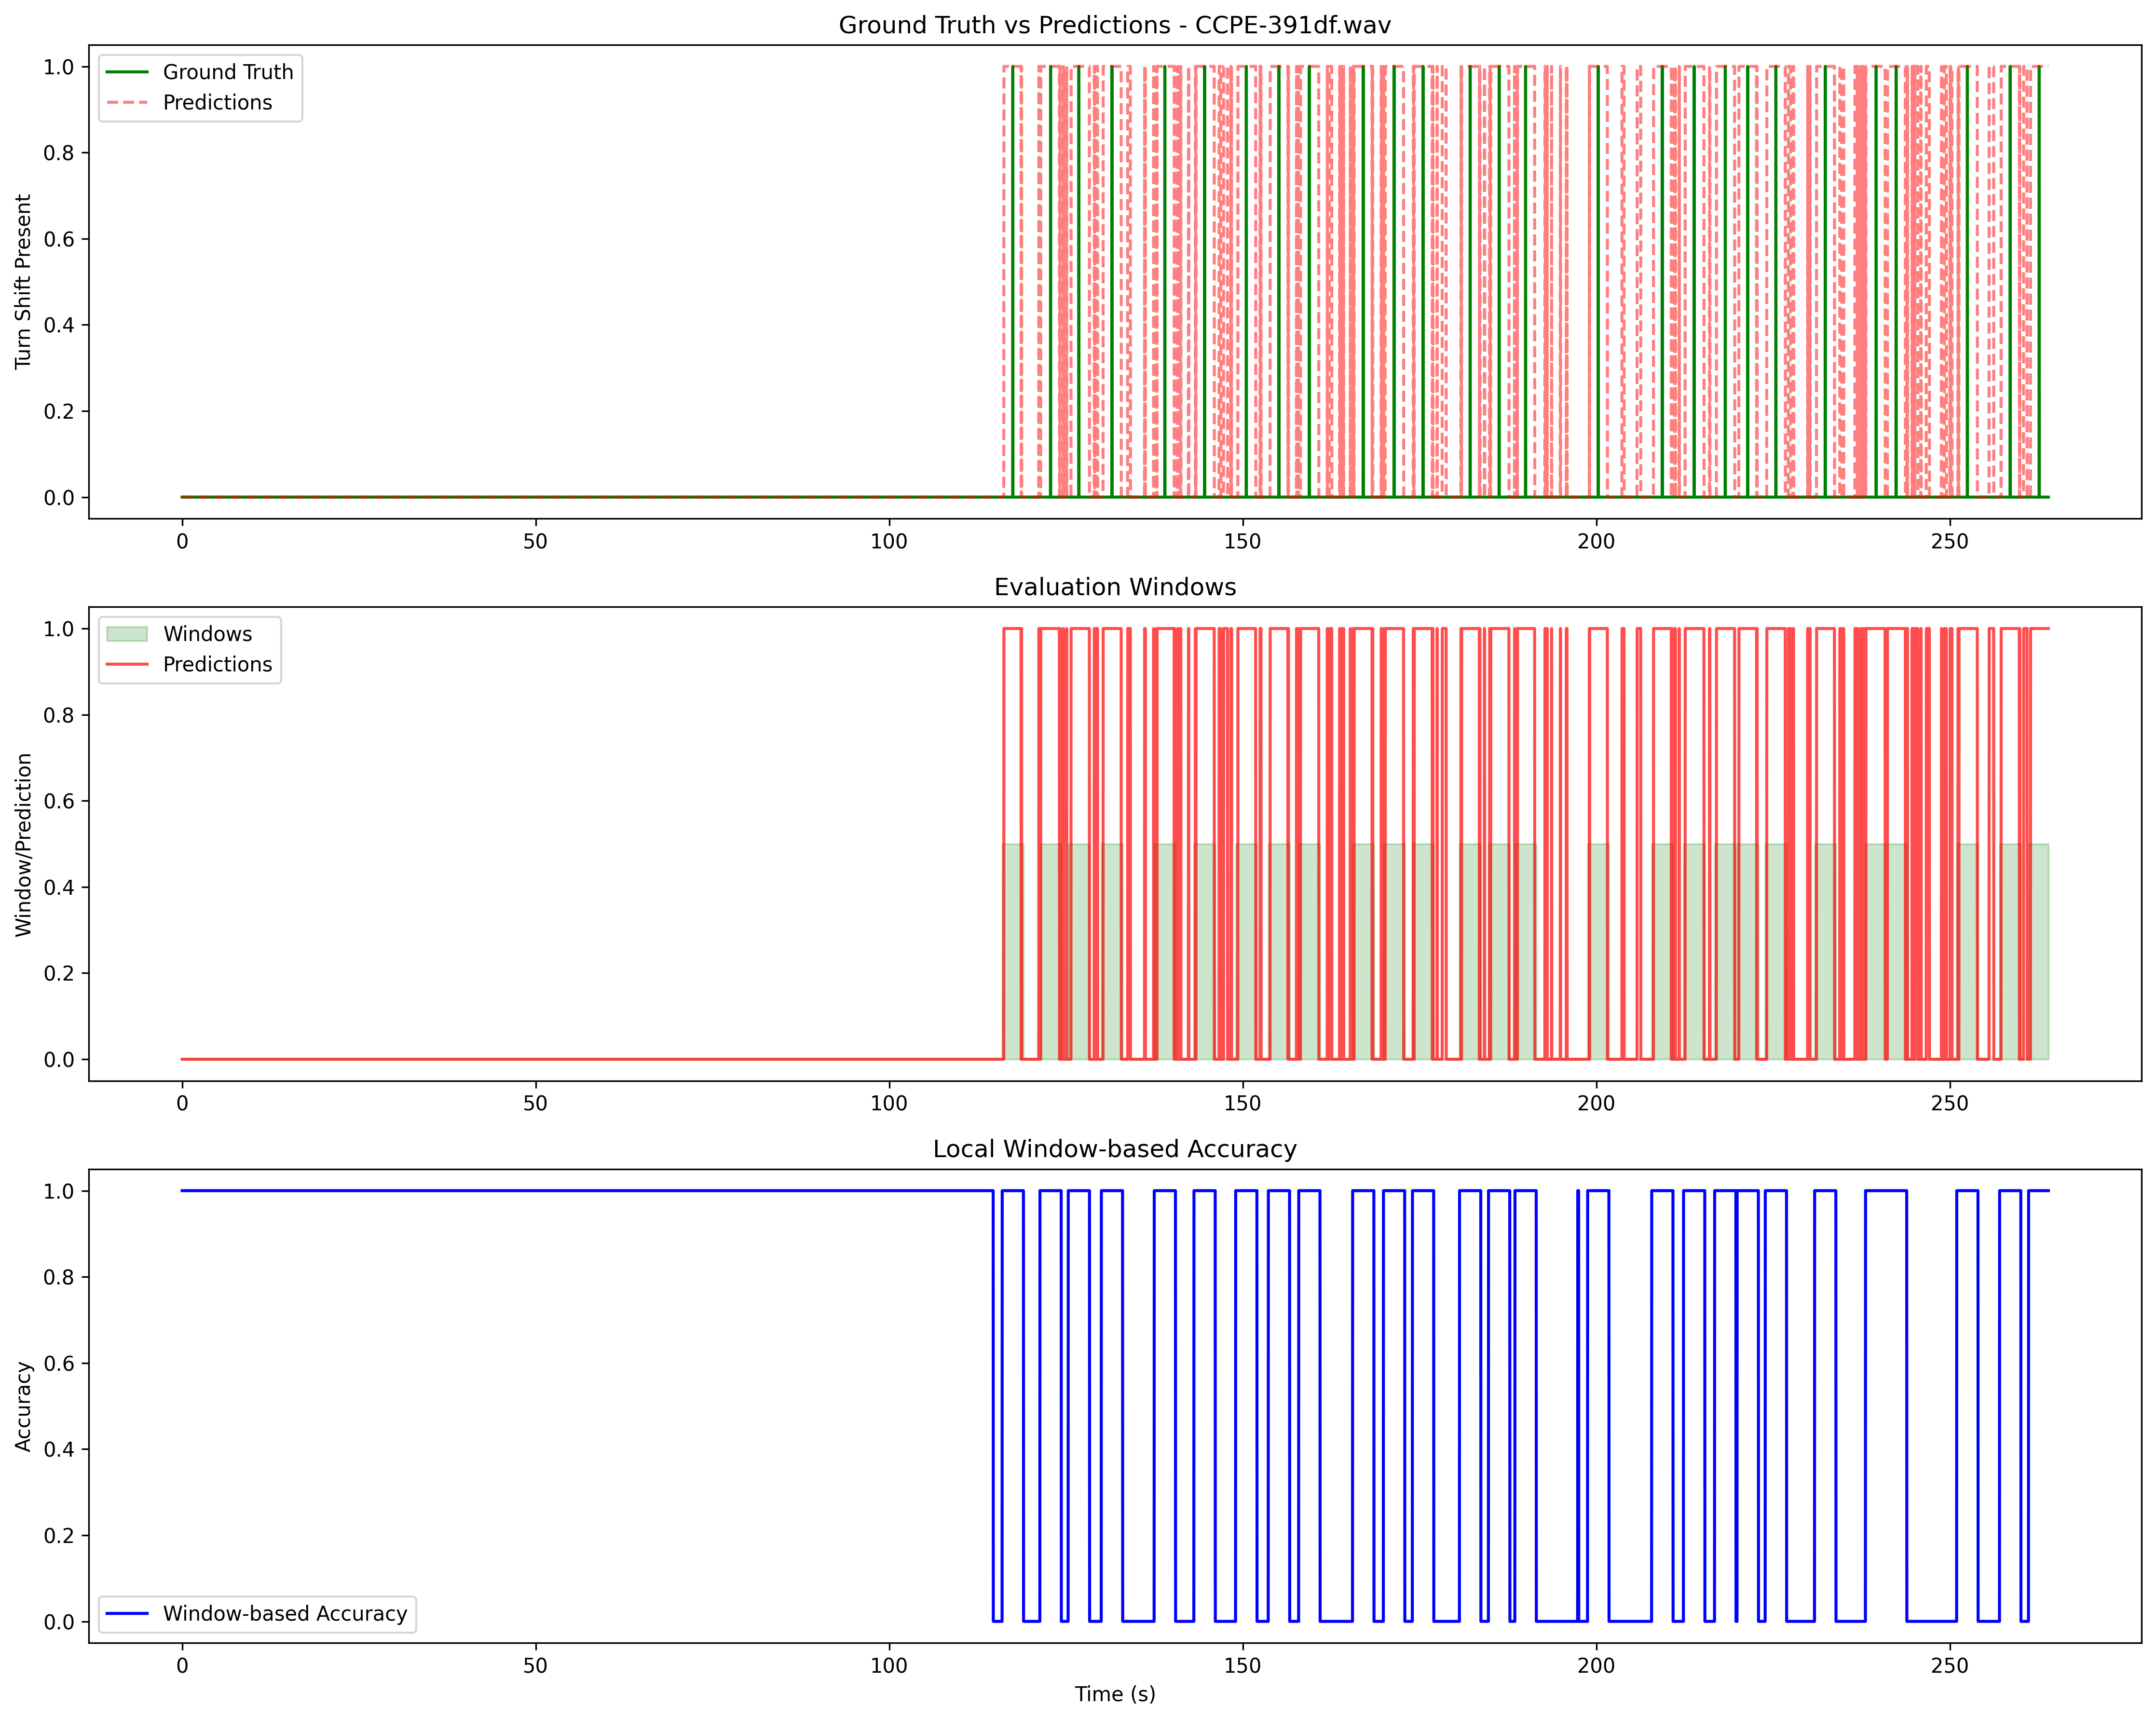 Ground Truth vs Predictions - CCPE-391df.wav
Turn Shift Present
1.0
0.8
0.6
0.4
0.2
0.0
Ground Truth
Predictions
0 50 100 150 200 250
Evaluation Windows
Window/Prediction
1.0
0.8
0.6
0.4
0.2
0.0
Windows
Predictions
0 50 100 150 200 250
Local Window-based Accuracy
Accuracy
1.0
0.8
0.6
0.4
0.2
0.0
Window-based Accuracy
0 50 100 150 200 250
Time (s)